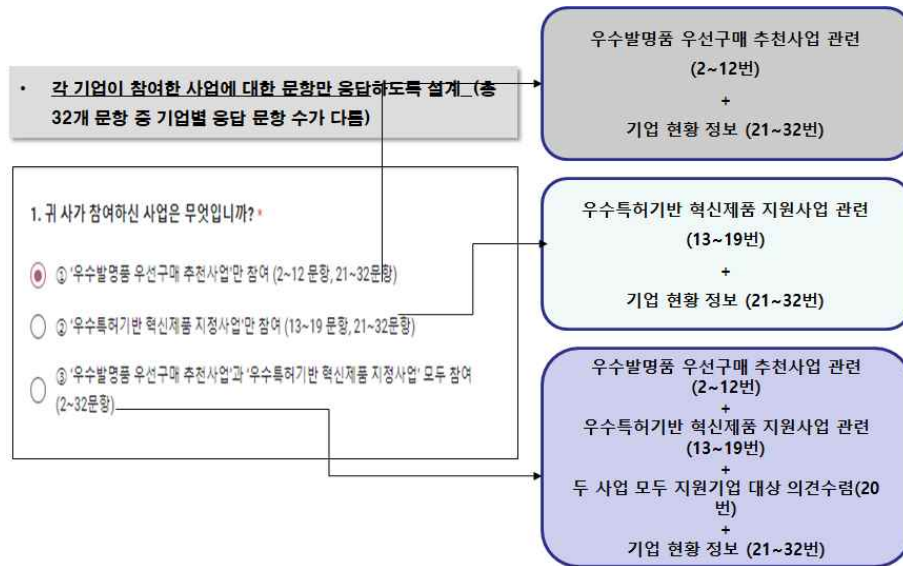 • 각 기업이 참여한 사업에 대한 문항만 응답하도록 설계 (총
32개 문항 중 기업별 응답 문항 수가 다름)
1. 귀 사가 참여하신 사업은 무엇입니까? *
① '우수발명품 우선구매 추천사업'만 참여 (2~12 문항, 21~32문항)
② '우수특허기반 혁신제품 지정사업'만 참여 (13~19 문항, 21~32문항)
③ '우수발명품 우선구매 추천사업'과 '우수특허기반 혁신제품 지정사업' 모두 참여
(2~32문항)
우수발명품 우선구매 추천사업 관련
(2~12번)
+
기업 현황 정보 (21~32번)
우수특허기반 혁신제품 지원사업 관련
(13~19번)
+
기업 현황 정보 (21~32번)
우수발명품 우선구매 추천사업 관련
(2~12번)
+
우수특허기반 혁신제품 지원사업 관련
(13~19번)
+
두 사업 모두 지원기업 대상 의견수렴(20
번)
+
기업 현황 정보 (21~32번)